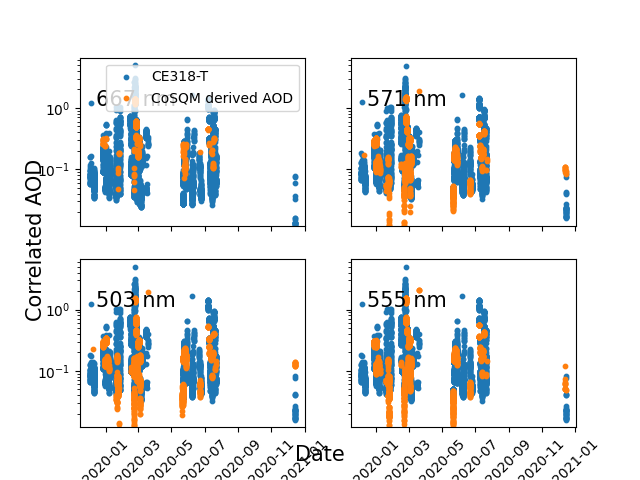 CE318-T
CoSQM derived AOD
667 nm
571 nm
10⁰
10⁻¹
503 nm
555 nm
10⁰
10⁻¹
Correlated AOD
2020-01
2020-03
2020-05
2020-07
2020-09
2020-11
2021-01
2020-01
2020-03
2020-05
2020-07
2020-09
2020-11
2021-01
Date